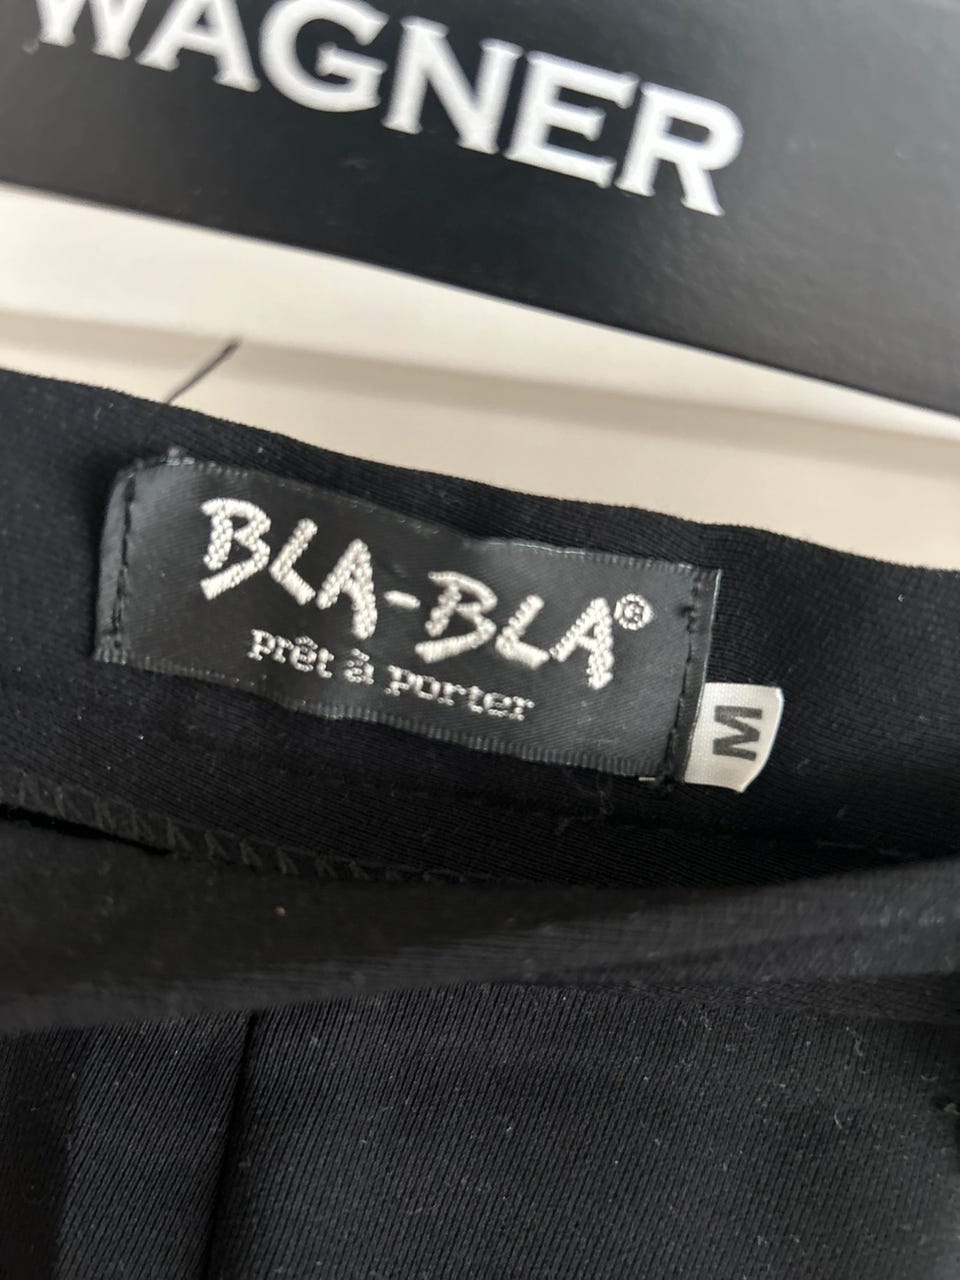 WAGNER
BLA-BLA®
prêt à porter
M